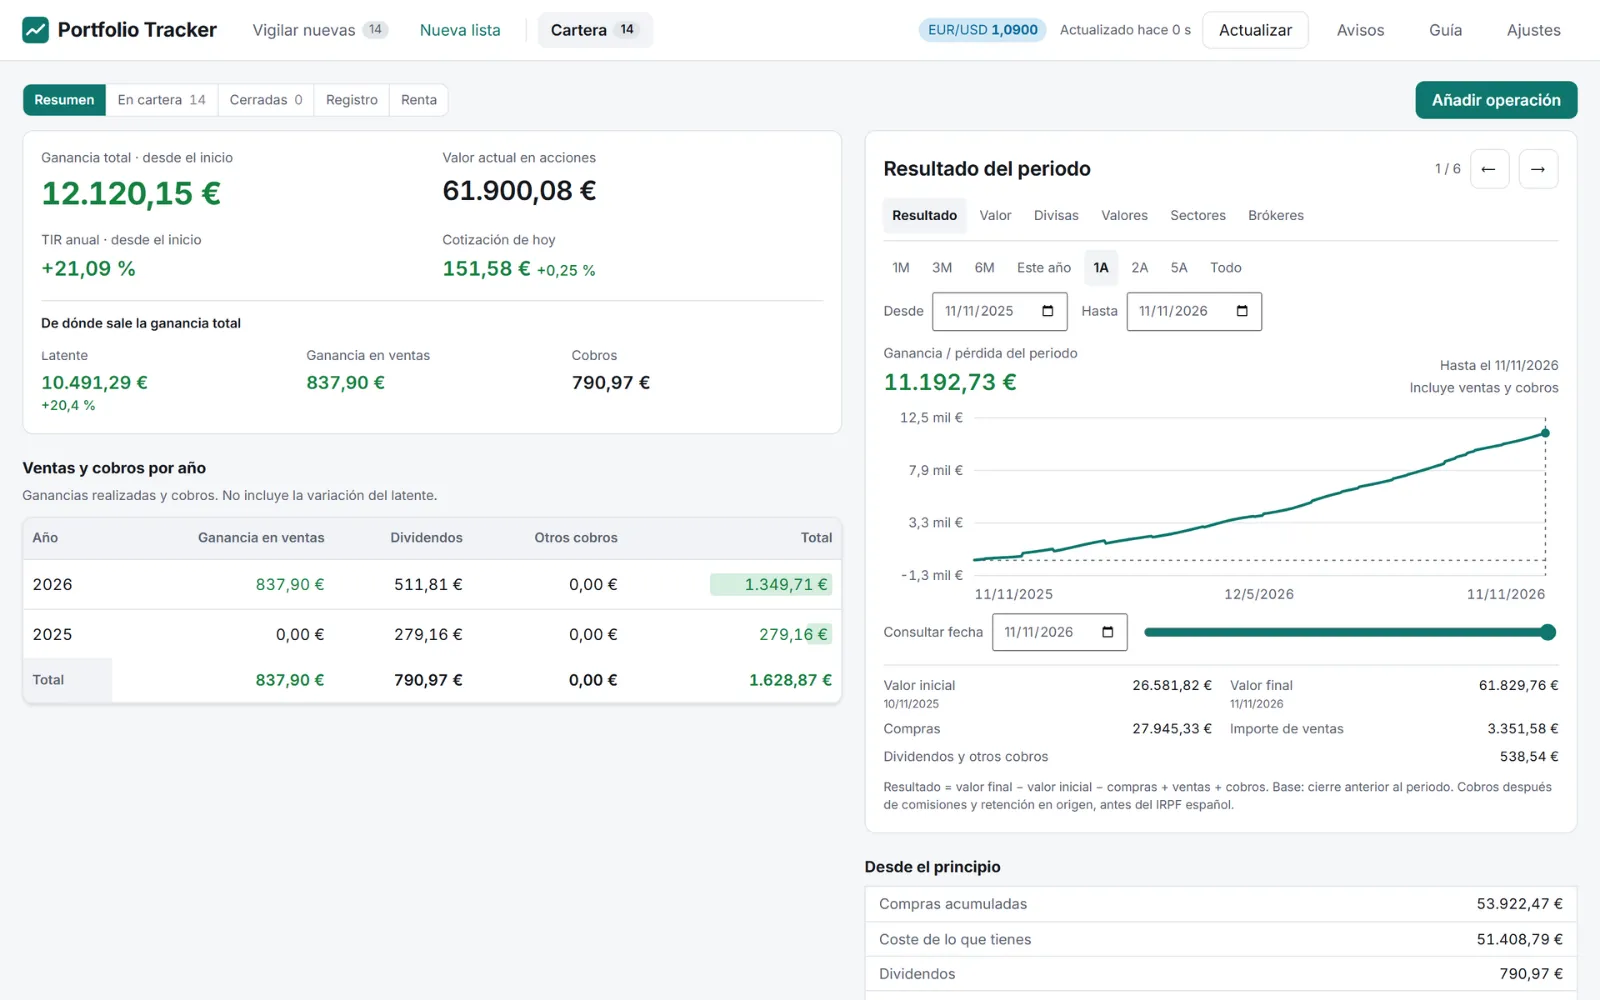 Portfolio Tracker
Vigilar nuevas 14
Nueva lista
Cartera 14
EUR/USD 1,0900
Actualizado hace 0 s
Actualizar
Avisos
Guía
Ajustes
Resumen
En cartera 14
Cerradas 0
Registro
Renta
Añadir operación
Ganancia total · desde el inicio
12.120,15 €
Valor actual en acciones
61.900,08 €
TIR anual · desde el inicio
+21,09 %
Cotización de hoy
151,58 € +0,25 %
De dónde sale la ganancia total
Latente
10.491,29 €
+20,4 %
Ganancia en ventas
837,90 €
Cobros
790,97 €
Ventas y cobros por año
Ganancias realizadas y cobros. No incluye la variación del latente.
Año Ganancia en ventas Dividendos Otros cobros Total
2026 837,90 € 511,81 € 0,00 € 1.349,71 €
2025 0,00 € 279,16 € 0,00 € 279,16 €
Total 837,90 € 790,97 € 0,00 € 1.628,87 €
Resultado del periodo
1 / 6 ← →
Resultado Valor Divisas Valores Sectores Brókeres
1M 3M 6M Este año 1A 2A 5A Todo
Desde 11/11/2025 Hasta 11/11/2026
Ganancia / pérdida del periodo
11.192,73 €
Hasta el 11/11/2026
Incluye ventas y cobros
12,5 mil €
7,9 mil €
3,3 mil €
-1,3 mil €
11/11/2025 12/5/2026 11/11/2026
Consultar fecha 11/11/2026
Valor inicial 26.581,82 €
10/11/2025
Valor final 61.829,76 €
11/11/2026
Compras 27.945,33 €
Importe de ventas 3.351,58 €
Dividendos y otros cobros 538,54 €
Resultado = valor final − valor inicial − compras + ventas + cobros. Base: cierre anterior al periodo. Cobros después
de comisiones y retención en origen, antes del IRPF español.
Desde el principio
Compras acumuladas 53.922,47 €
Coste de lo que tienes 51.408,79 €
Dividendos 790,97 €